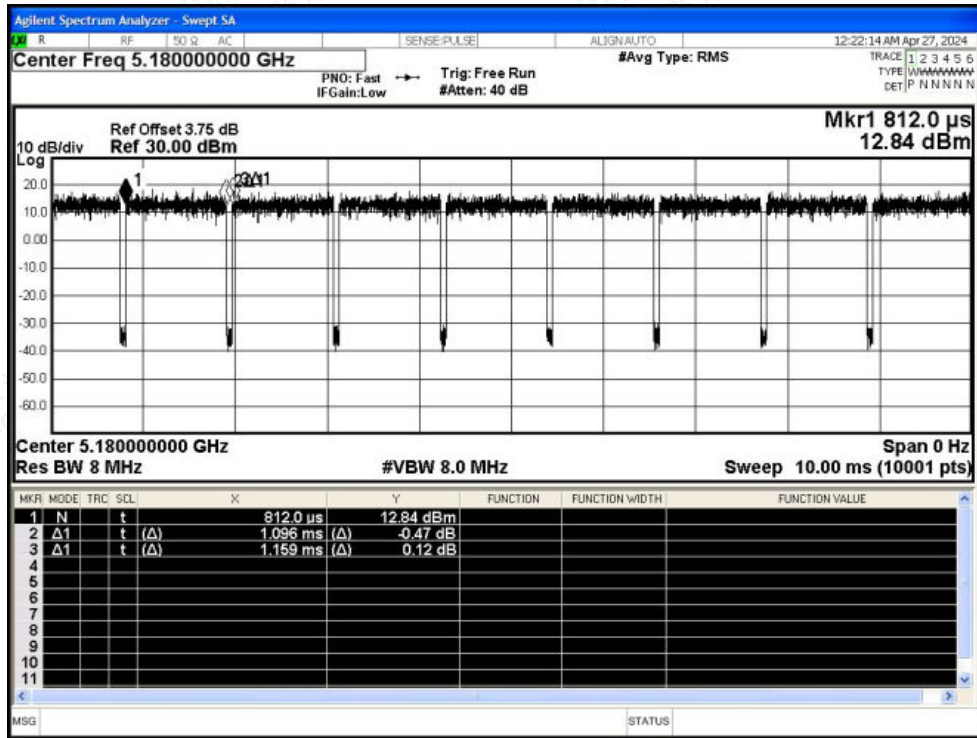 Agilent Spectrum Analyzer - Swept SA
LXI R RF 50 Ω AC SENSE:PULSE ALIGNAUTO 12:22:14 AM Apr 27, 2024
Center Freq 5.180000000 GHz #Avg Type: RMS TRACE 1 2 3 4 5 6
PNO: Fast Trig: Free Run TYPE WWWWWW
IFGain:Low #Atten: 40 dB DET P N N N N N
Mkr1 812.0 µs
Ref Offset 3.75 dB
10 dB/div Ref 30.00 dBm 12.84 dBm
Log
20.0
10.0
0.00
-10.0
-20.0
-30.0
-40.0
-50.0
-60.0
1
3Δ1
Center 5.180000000 GHz Span 0 Hz
Res BW 8 MHz #VBW 8.0 MHz Sweep 10.00 ms (10001 pts)
MKR MODE TRC SCL X Y FUNCTION FUNCTION WIDTH FUNCTION VALUE
1 N t 812.0 µs 12.84 dBm
2 Δ1 t (Δ) 1.096 ms (Δ) -0.47 dB
3 Δ1 t (Δ) 1.159 ms (Δ) 0.12 dB
4
5
6
7
8
9
10
11
MSG STATUS